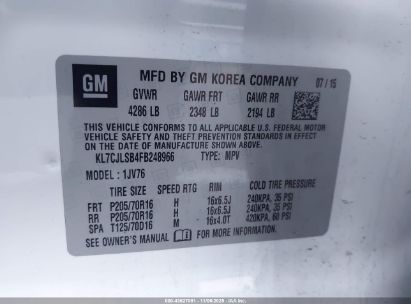 GM
MFD BY GM KOREA COMPANY 07/15
GVWR GAWR FRT GAWR RR
4286 LB 2348 LB 2194 LB
THIS VEHICLE CONFORMS TO ALL APPLICABLE U.S. FEDERAL MOTOR
VEHICLE SAFETY AND THEFT PREVENTION STANDARDS IN EFFECT
ON THE DATE OF MANUFACTURE SHOWN ABOVE.
KL7CJLSB4FB248966 TYPE: MPV
MODEL: 1JV76
TIRE SIZE SPEED RTG RIM COLD TIRE PRESSURE
FRT P205/70R16 H 16x6.5J 240KPA, 35 PSI
RR P205/70R16 H 16x6.5J 240KPA, 35 PSI
SPA T125/70D16 M 16x4.0T 420KPA, 60 PSI
SEE OWNER'S MANUAL FOR ADDITIONAL INFORMATION